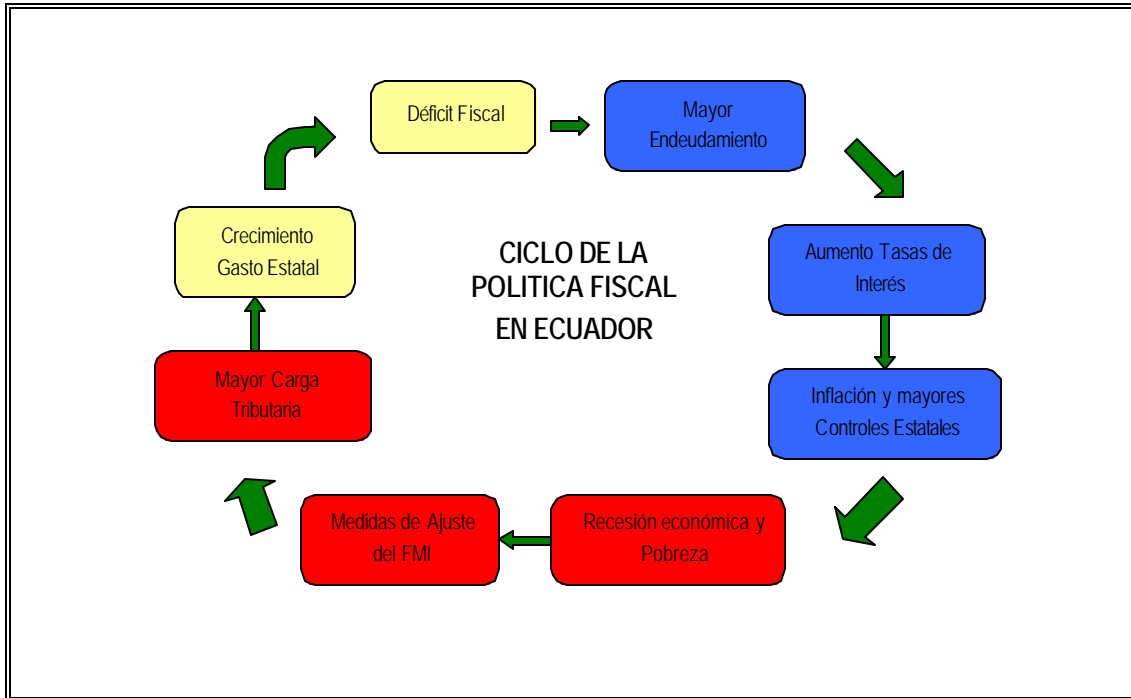 Déficit Fiscal
Mayor
Endeudamiento
Crecimiento
Gasto Estatal
CICLO DE LA
POLITICA FISCAL
EN ECUADOR
Aumento Tasas de
Interés
Mayor Carga
Tributaria
Inflación y mayores
Controles Estatales
Medidas de Ajuste
del FMI
Recesión económica y
Pobreza